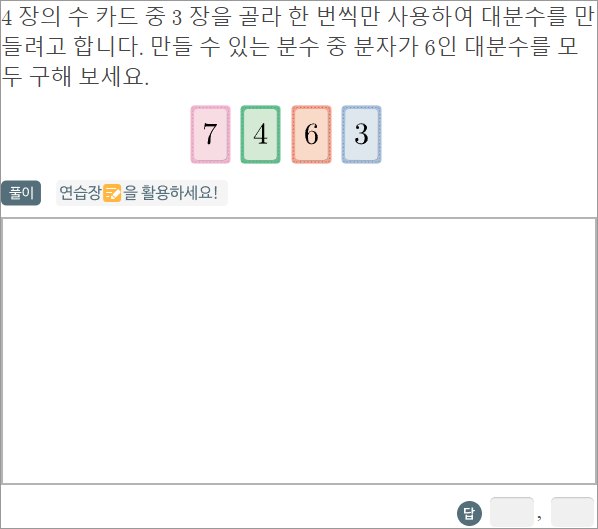 4 장의 수 카드 중 3 장을 골라 한 번씩만 사용하여 대분수를 만
들려고 합니다. 만들 수 있는 분수 중 분자가 6인 대분수를 모
두 구해 보세요.
7 4 6 3
풀이 연습장📝을 활용하세요!
답 ,